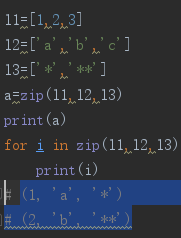 l1=[1,2,3]
l2=['a','b','c']
l3=['*','**']
a=zip(l1,l2,l3)
print(a)
for i in zip(l1,l2,l3):
    print(i)
# (1, 'a', '*')
# (2, 'b', '**')